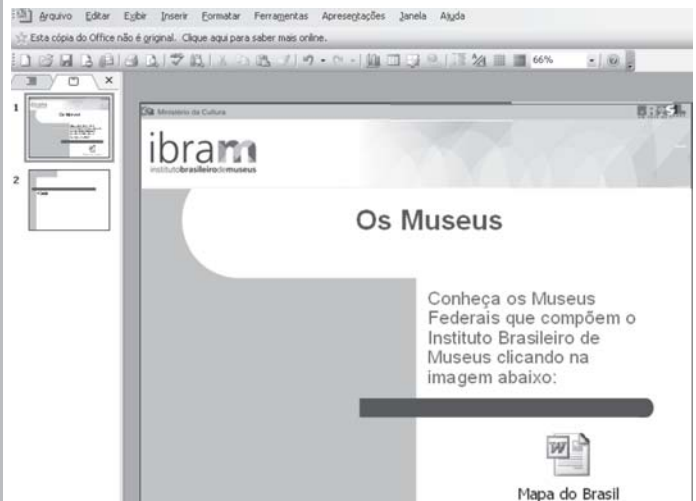 Arquivo Editar Exibir Inserir Formatar Ferramentas Apresentações Janela Ajuda
Esta cópia do Office não é original. Clique aqui para saber mais online.
66%
1
2
Ministério da Cultura
ibram
institutobrasileirodemuseus
Os Museus
Conheça os Museus
Federais que compõem o
Instituto Brasileiro de
Museus clicando na
imagem abaixo:
Mapa do Brasil